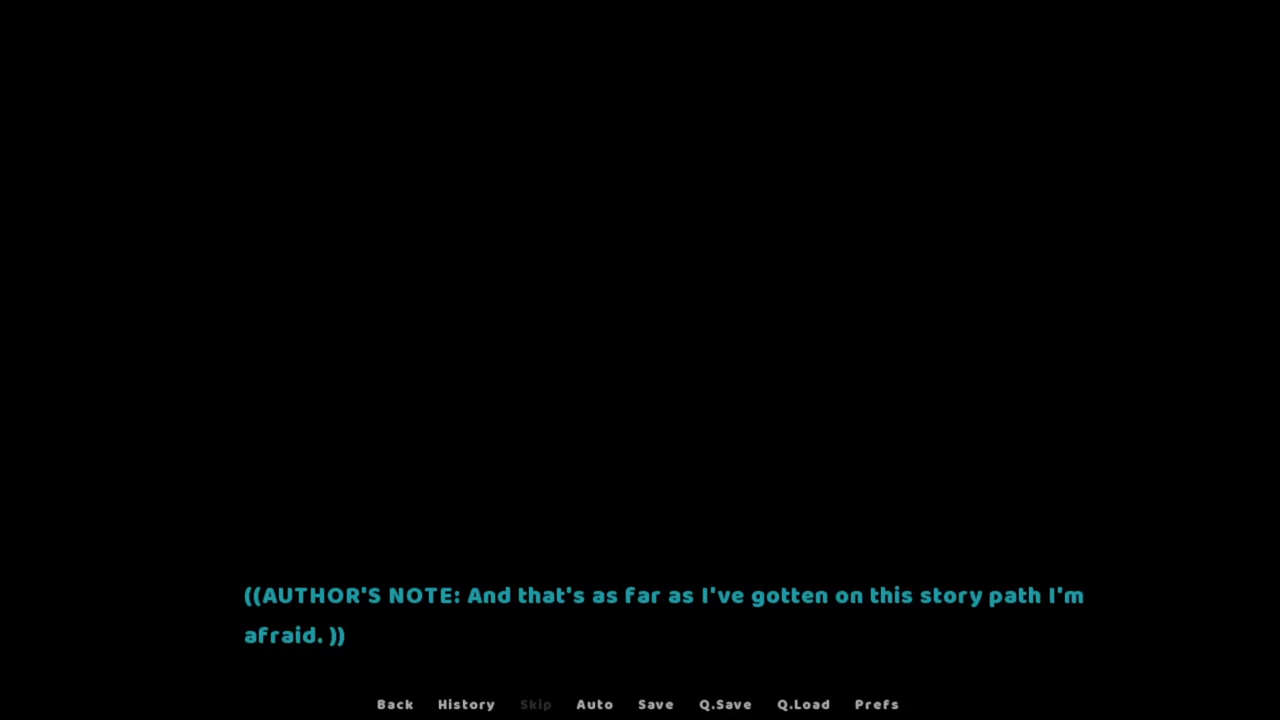 ((AUTHOR'S NOTE: And that's as far as I've gotten on this story path I'm
afraid. ))
Back History Skip Auto Save Q.Save Q.Load Prefs